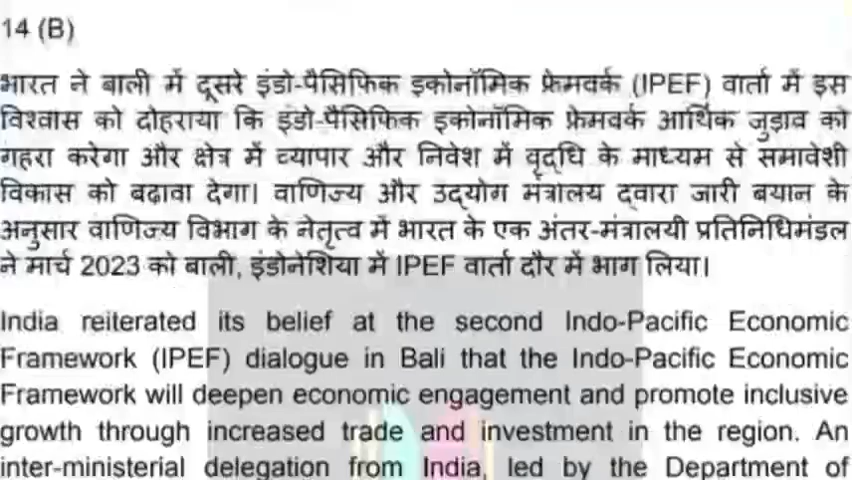 14 (B)
भारत ने बाली में दूसरे इंडो-पैसिफिक इकोनॉमिक फ्रेमवर्क (IPEF) वार्ता में इस
विश्वास को दोहराया कि इंडो-पैसिफिक इकोनॉमिक फ्रेमवर्क आर्थिक जुड़ाव को
गहरा करेगा और क्षेत्र में व्यापार और निवेश में वृद्धि के माध्यम से समावेशी
विकास को बढ़ावा देगा। वाणिज्य और उद्योग मंत्रालय द्वारा जारी बयान के
अनुसार वाणिज्य विभाग के नेतृत्व में भारत के एक अंतर-मंत्रालयी प्रतिनिधिमंडल
ने मार्च 2023 को बाली, इंडोनेशिया में IPEF वार्ता दौर में भाग लिया।
India reiterated its belief at the second Indo-Pacific Economic
Framework (IPEF) dialogue in Bali that the Indo-Pacific Economic
Framework will deepen economic engagement and promote inclusive
growth through increased trade and investment in the region. An
inter-ministerial delegation from India, led by the Department of